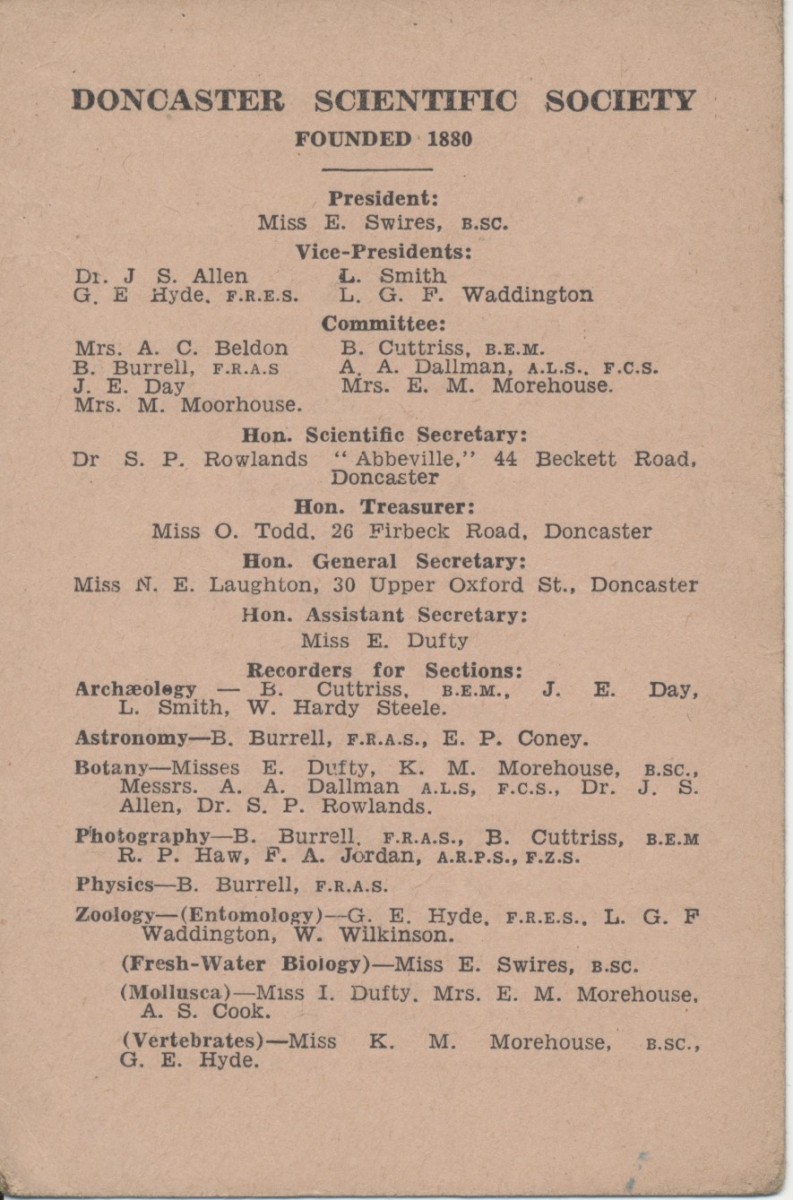 DONCASTER SCIENTIFIC SOCIETY
FOUNDED 1880
President:
Miss E. Swires, B.SC.
Vice-Presidents:
Dr. J S. Allen L. Smith
G. E Hyde, F.R.E.S. L. G. F. Waddington
Committee:
Mrs. A. C. Beldon B. Cuttriss, B.E.M.
B. Burrell, F.R.A.S A. A. Dallman, A.L.S., F.C.S.
J. E. Day Mrs. E. M. Morehouse.
Mrs. M. Moorhouse.
Hon. Scientific Secretary:
Dr S. P. Rowlands "Abbeville," 44 Beckett Road,
Doncaster
Hon. Treasurer:
Miss O. Todd, 26 Firbeck Road, Doncaster
Hon. General Secretary:
Miss N. E. Laughton, 30 Upper Oxford St., Doncaster
Hon. Assistant Secretary:
Miss E. Dufty
Recorders for Sections:
Archæology — B. Cuttriss, B.E.M., J. E. Day,
L. Smith, W. Hardy Steele.
Astronomy—B. Burrell, F.R.A.S., E. P. Coney.
Botany—Misses E. Dufty, K. M. Morehouse, B.SC.,
Messrs. A. A. Dallman A.L.S, F.C.S., Dr. J. S.
Allen, Dr. S. P. Rowlands.
Photography—B. Burrell, F.R.A.S., B. Cuttriss, B.E.M
R. P. Haw, F. A. Jordan, A.R.P.S., F.Z.S.
Physics—B. Burrell, F.R.A.S.
Zoology—(Entomology)—G. E. Hyde, F.R.E.S., L. G. F
Waddington, W. Wilkinson.
(Fresh-Water Biology)—Miss E. Swires, B.SC.
(Mollusca)—Miss I. Dufty, Mrs. E. M. Morehouse,
A. S. Cook.
(Vertebrates)—Miss K. M. Morehouse, B.SC.,
G. E. Hyde.